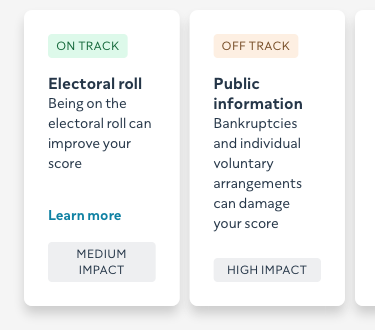 ON TRACK
Electoral roll
Being on the
electoral roll can
improve your
score
Learn more
MEDIUM
IMPACT
OFF TRACK
Public
information
Bankruptcies
and individual
voluntary
arrangements
can damage
your score
HIGH IMPACT